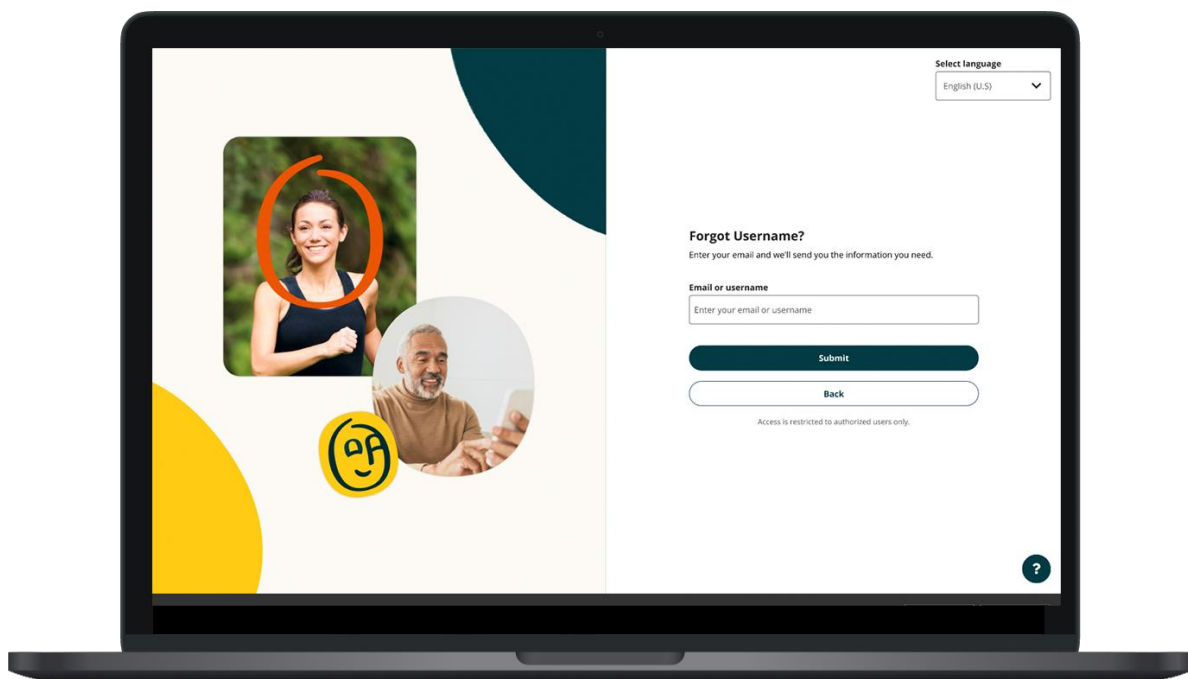 Select language
English (U.S)
Forgot Username?
Enter your email and we'll send you the information you need.
Email or username
Enter your email or username
Submit
Back
Access is restricted to authorized users only.
?